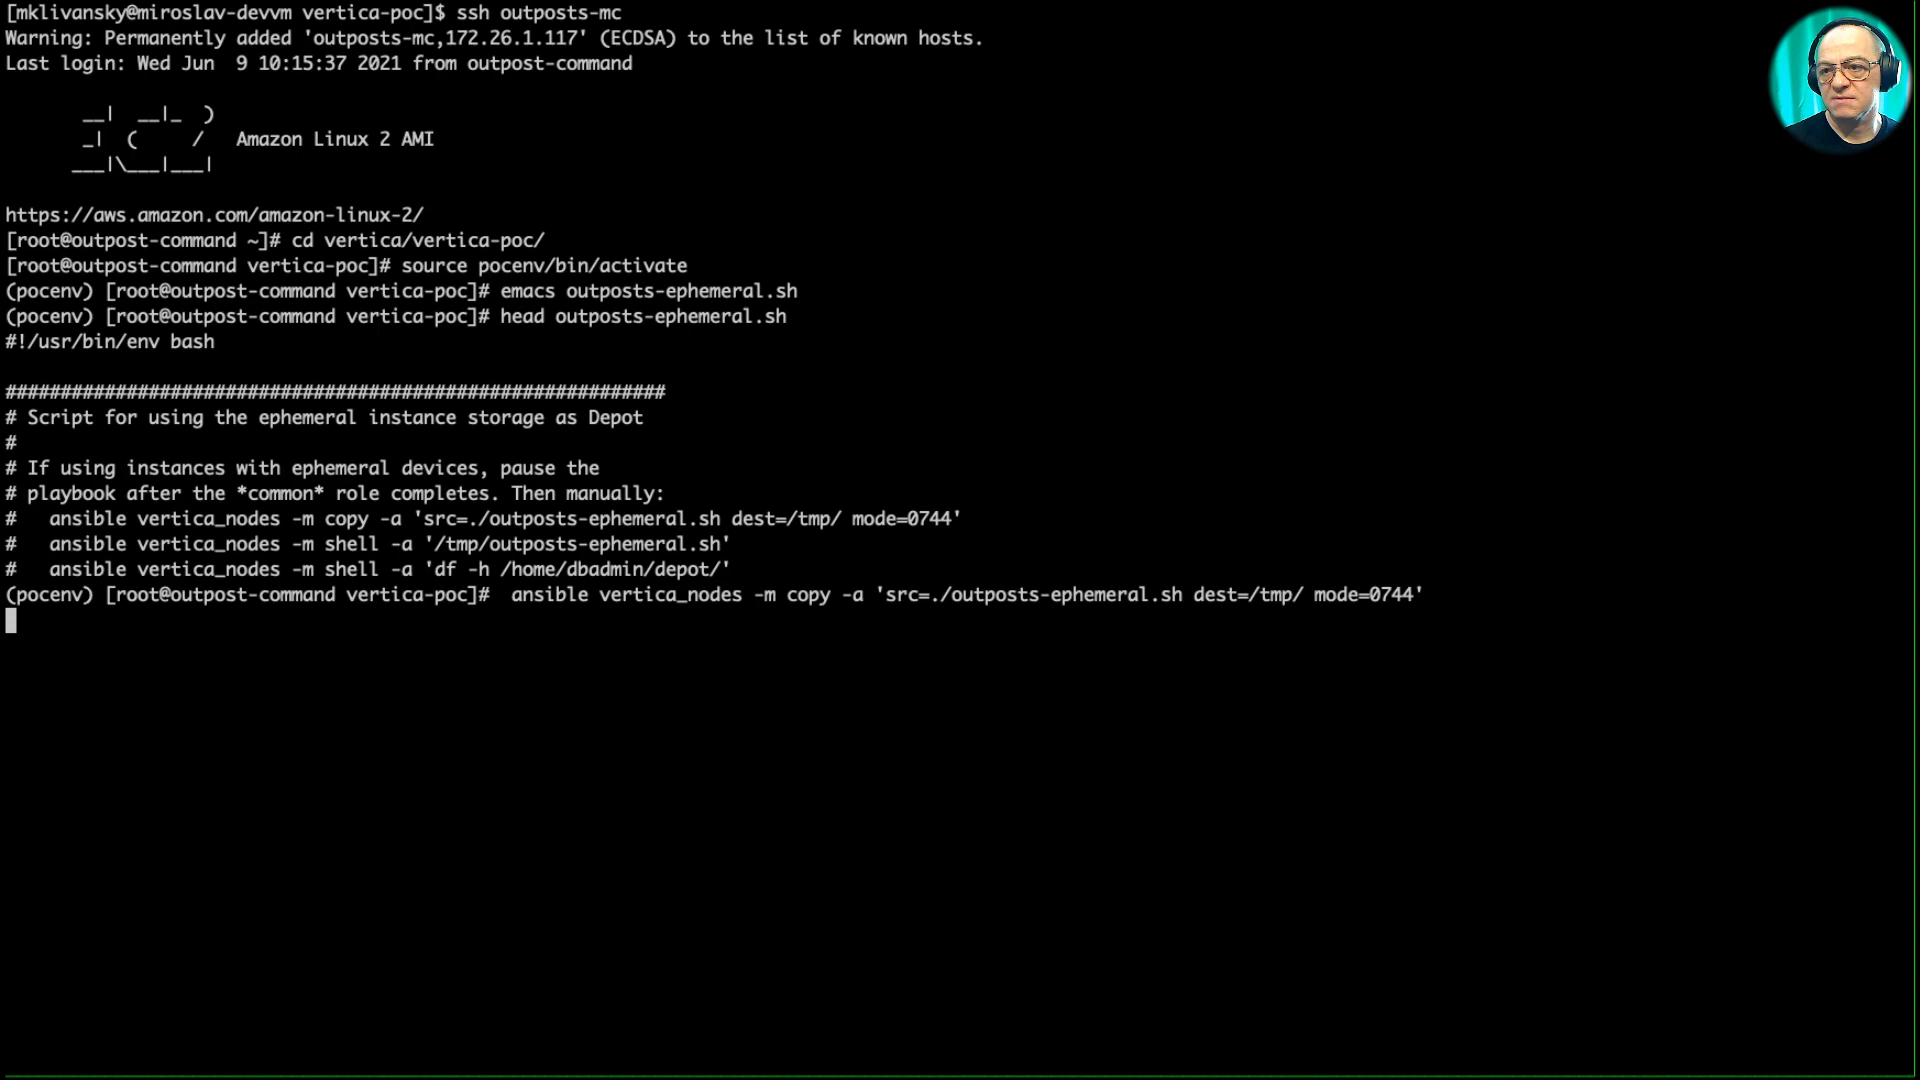 [mklivansky@miroslav-devvm vertica-poc]$ ssh outposts-mc
Warning: Permanently added 'outposts-mc,172.26.1.117' (ECDSA) to the list of known hosts.
Last login: Wed Jun  9 10:15:37 2021 from outpost-command

       __|  __|_  )
       _|  (     /   Amazon Linux 2 AMI
      ___|\___|___|

https://aws.amazon.com/amazon-linux-2/
[root@outpost-command ~]# cd vertica/vertica-poc/
[root@outpost-command vertica-poc]# source pocenv/bin/activate
(pocenv) [root@outpost-command vertica-poc]# emacs outposts-ephemeral.sh
(pocenv) [root@outpost-command vertica-poc]# head outposts-ephemeral.sh
#!/usr/bin/env bash

############################################################
# Script for using the ephemeral instance storage as Depot
#
# If using instances with ephemeral devices, pause the
# playbook after the *common* role completes. Then manually:
#   ansible vertica_nodes -m copy -a 'src=./outposts-ephemeral.sh dest=/tmp/ mode=0744'
#   ansible vertica_nodes -m shell -a '/tmp/outposts-ephemeral.sh'
#   ansible vertica_nodes -m shell -a 'df -h /home/dbadmin/depot/'
(pocenv) [root@outpost-command vertica-poc]#  ansible vertica_nodes -m copy -a 'src=./outposts-ephemeral.sh dest=/tmp/ mode=0744'